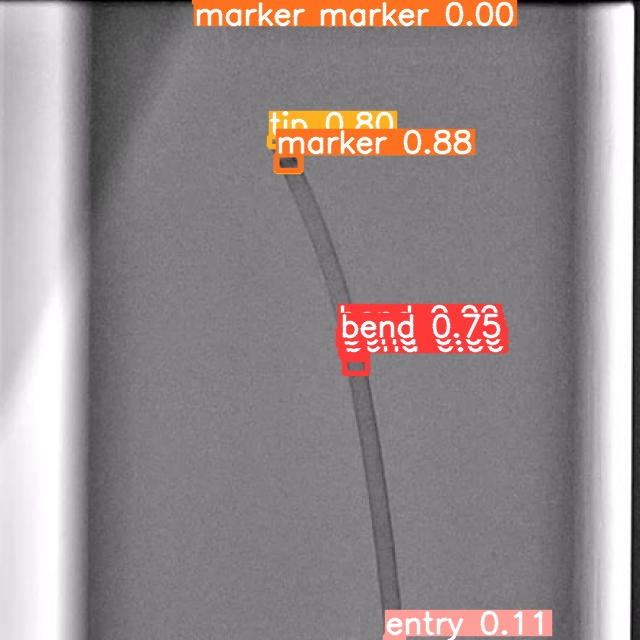 marker marker 0.00
tip 0.80
marker 0.88
bend 0.75
entry 0.11